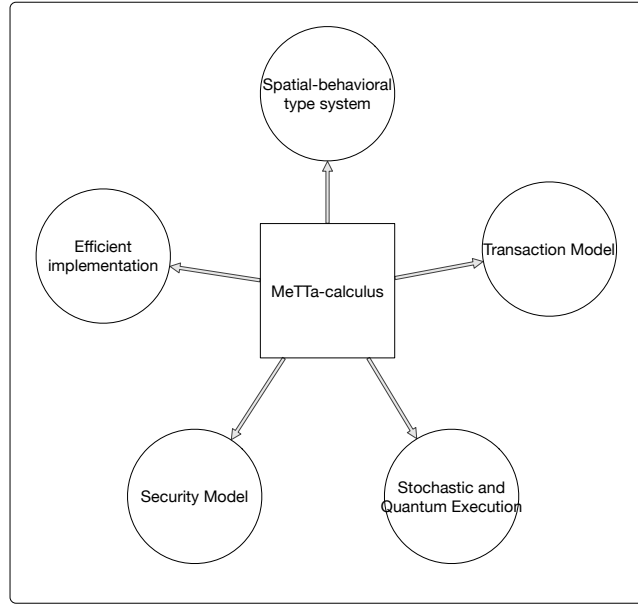 Spatial-behavioral
type system
Efficient
implementation
MeTTa-calculus
Transaction Model
Security Model
Stochastic and
Quantum Execution